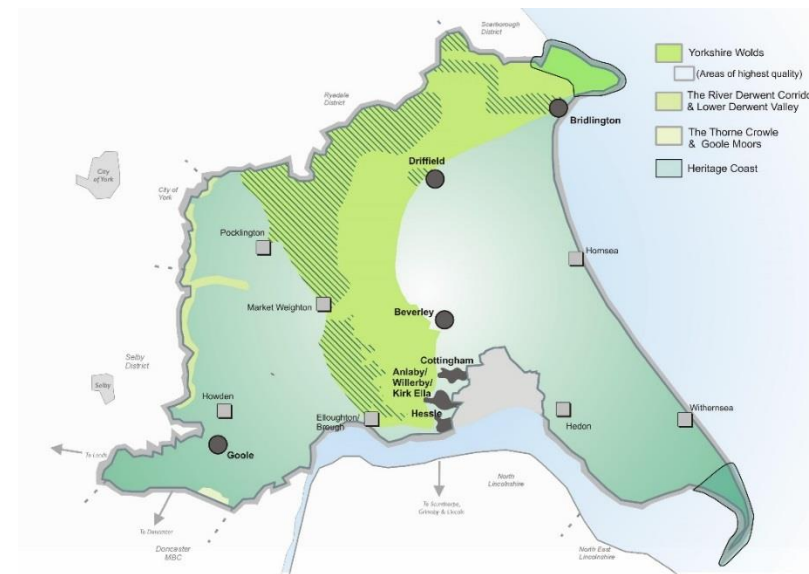 Scarborough
District
Yorkshire Wolds
(Areas of highest quality)
The River Derwent Corrido
& Lower Derwent Valley
The Thorne Crowle
& Goole Moors
Heritage Coast
Ryedale
District
Bridlington
Driffield
City
of York
City of
York
Pocklington
Hornsea
Market Weighton
Beverley
Selby
District
Cottingham
Anlaby/
Willerby/
Kirk Ella
Selby
Howden
Elloughton/
Brough
Hessle
Hedon
Withernsea
Goole
To Leeds
North
Lincolnshire
To Scunthorpe,
Grimsby & Lincoln
To Doncaster
Doncaster
MBC
North East
Lincolnshire